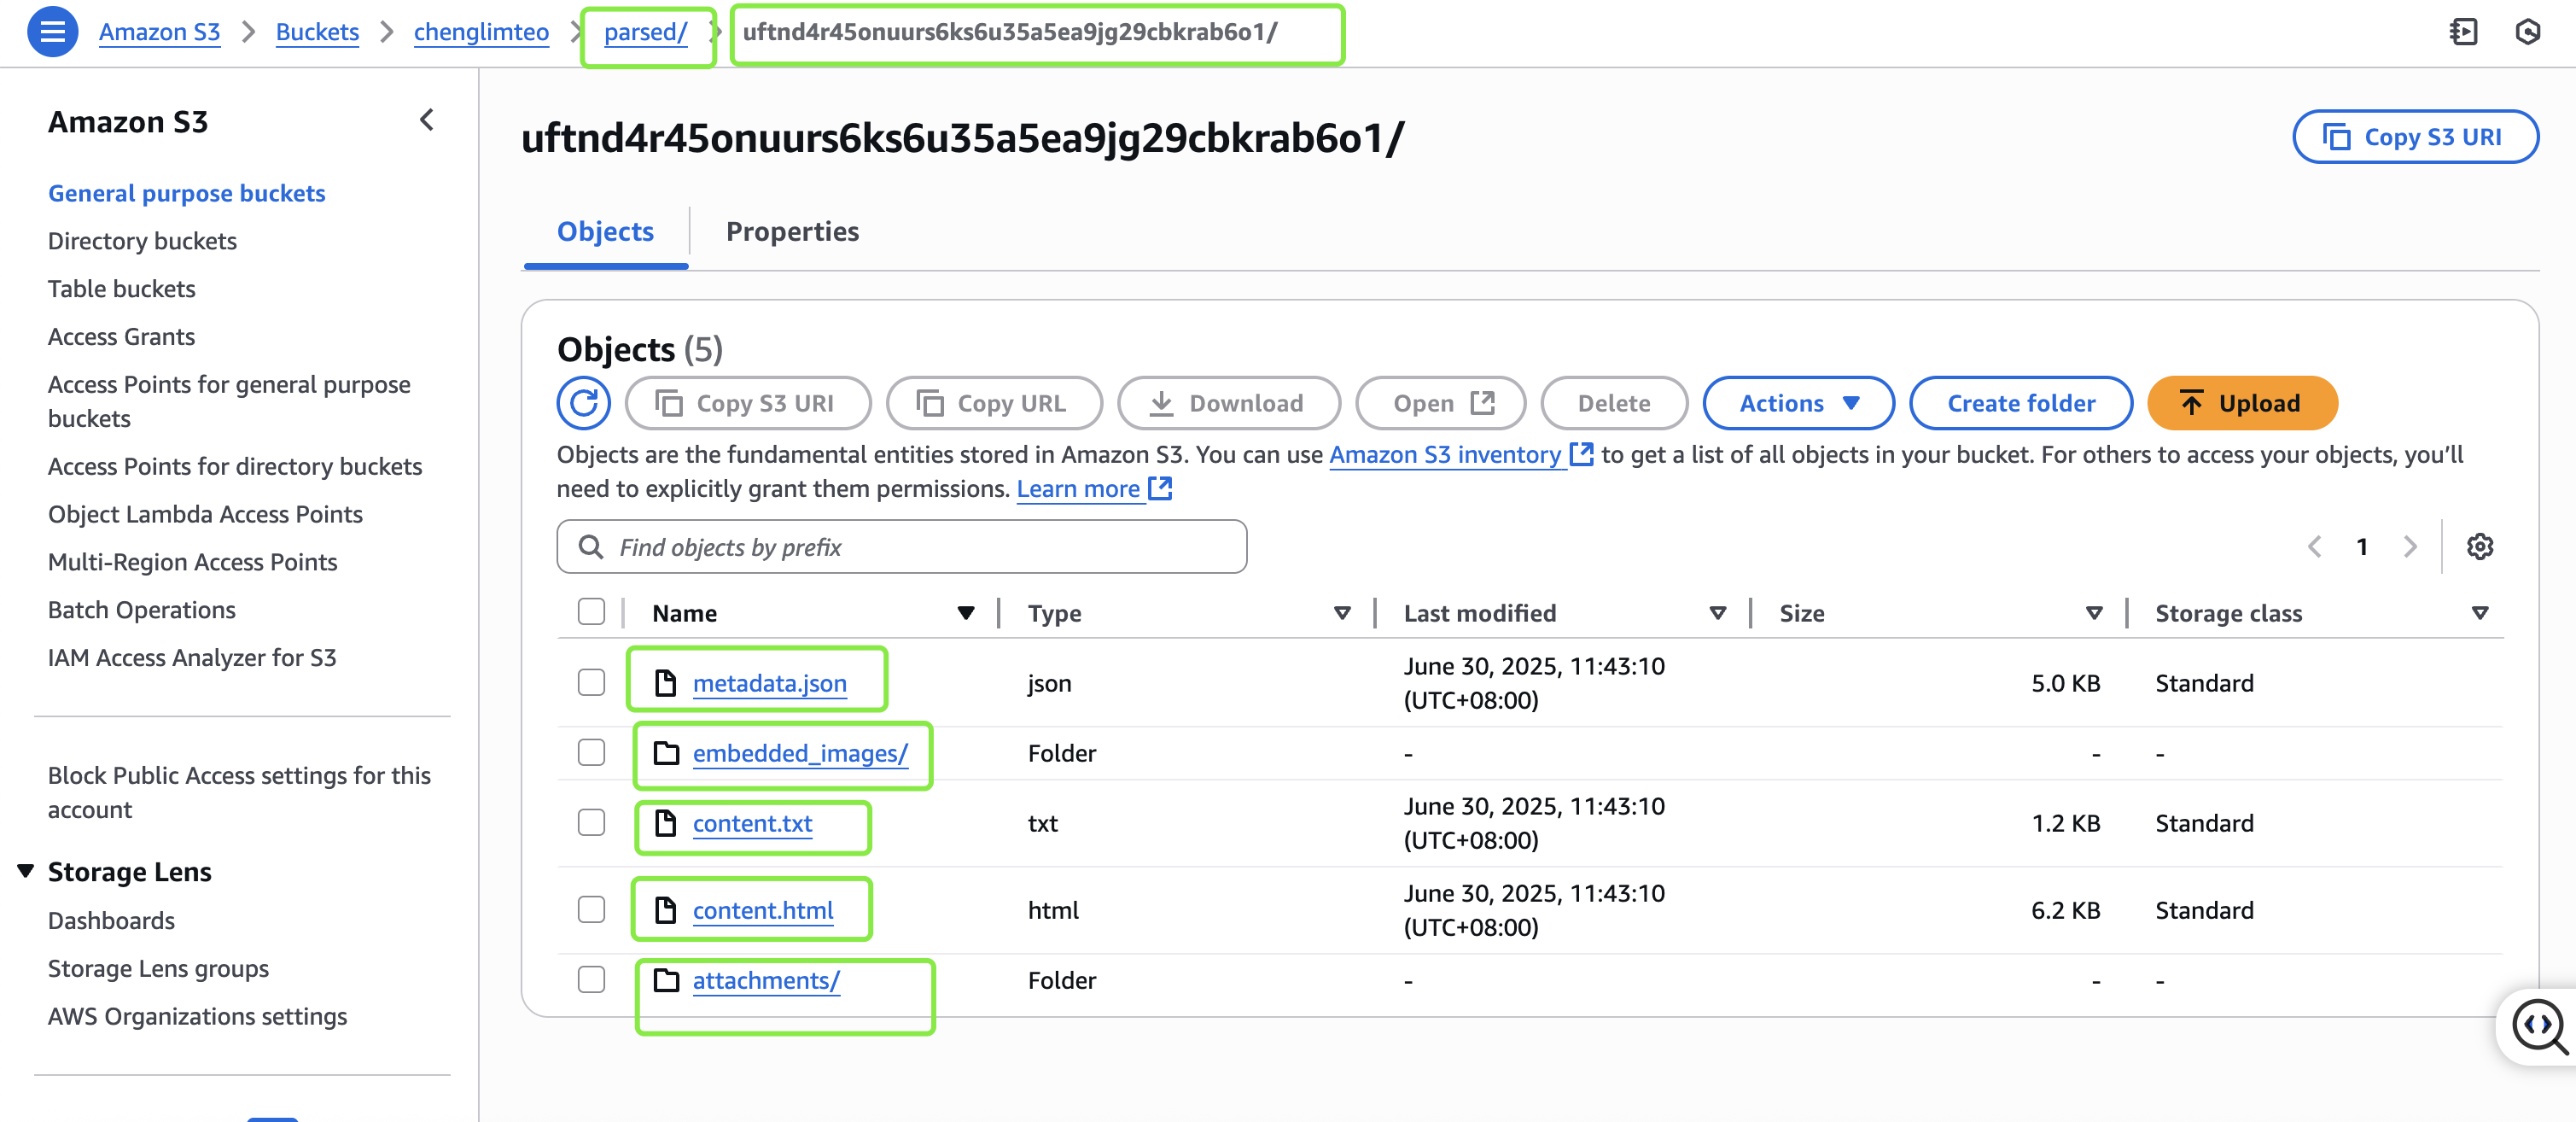 Amazon S3 > Buckets > chenglimteo > parsed/ > uftnd4r45onuurs6ks6u35a5ea9jg29cbkrab6o1/
Amazon S3
General purpose buckets
Directory buckets
Table buckets
Access Grants
Access Points for general purpose
buckets
Access Points for directory buckets
Object Lambda Access Points
Multi-Region Access Points
Batch Operations
IAM Access Analyzer for S3
Block Public Access settings for this
account
Storage Lens
Dashboards
Storage Lens groups
AWS Organizations settings
uftnd4r45onuurs6ks6u35a5ea9jg29cbkrab6o1/
Copy S3 URI
Objects Properties
Objects (5)
Copy S3 URI Copy URL Download Open Delete Actions Create folder Upload
Objects are the fundamental entities stored in Amazon S3. You can use Amazon S3 inventory to get a list of all objects in your bucket. For others to access your objects, you'll
need to explicitly grant them permissions. Learn more
Find objects by prefix
1
Name Type Last modified Size Storage class
metadata.json json June 30, 2025, 11:43:10 (UTC+08:00) 5.0 KB Standard
embedded_images/ Folder - - -
content.txt txt June 30, 2025, 11:43:10 (UTC+08:00) 1.2 KB Standard
content.html html June 30, 2025, 11:43:10 (UTC+08:00) 6.2 KB Standard
attachments/ Folder - - -